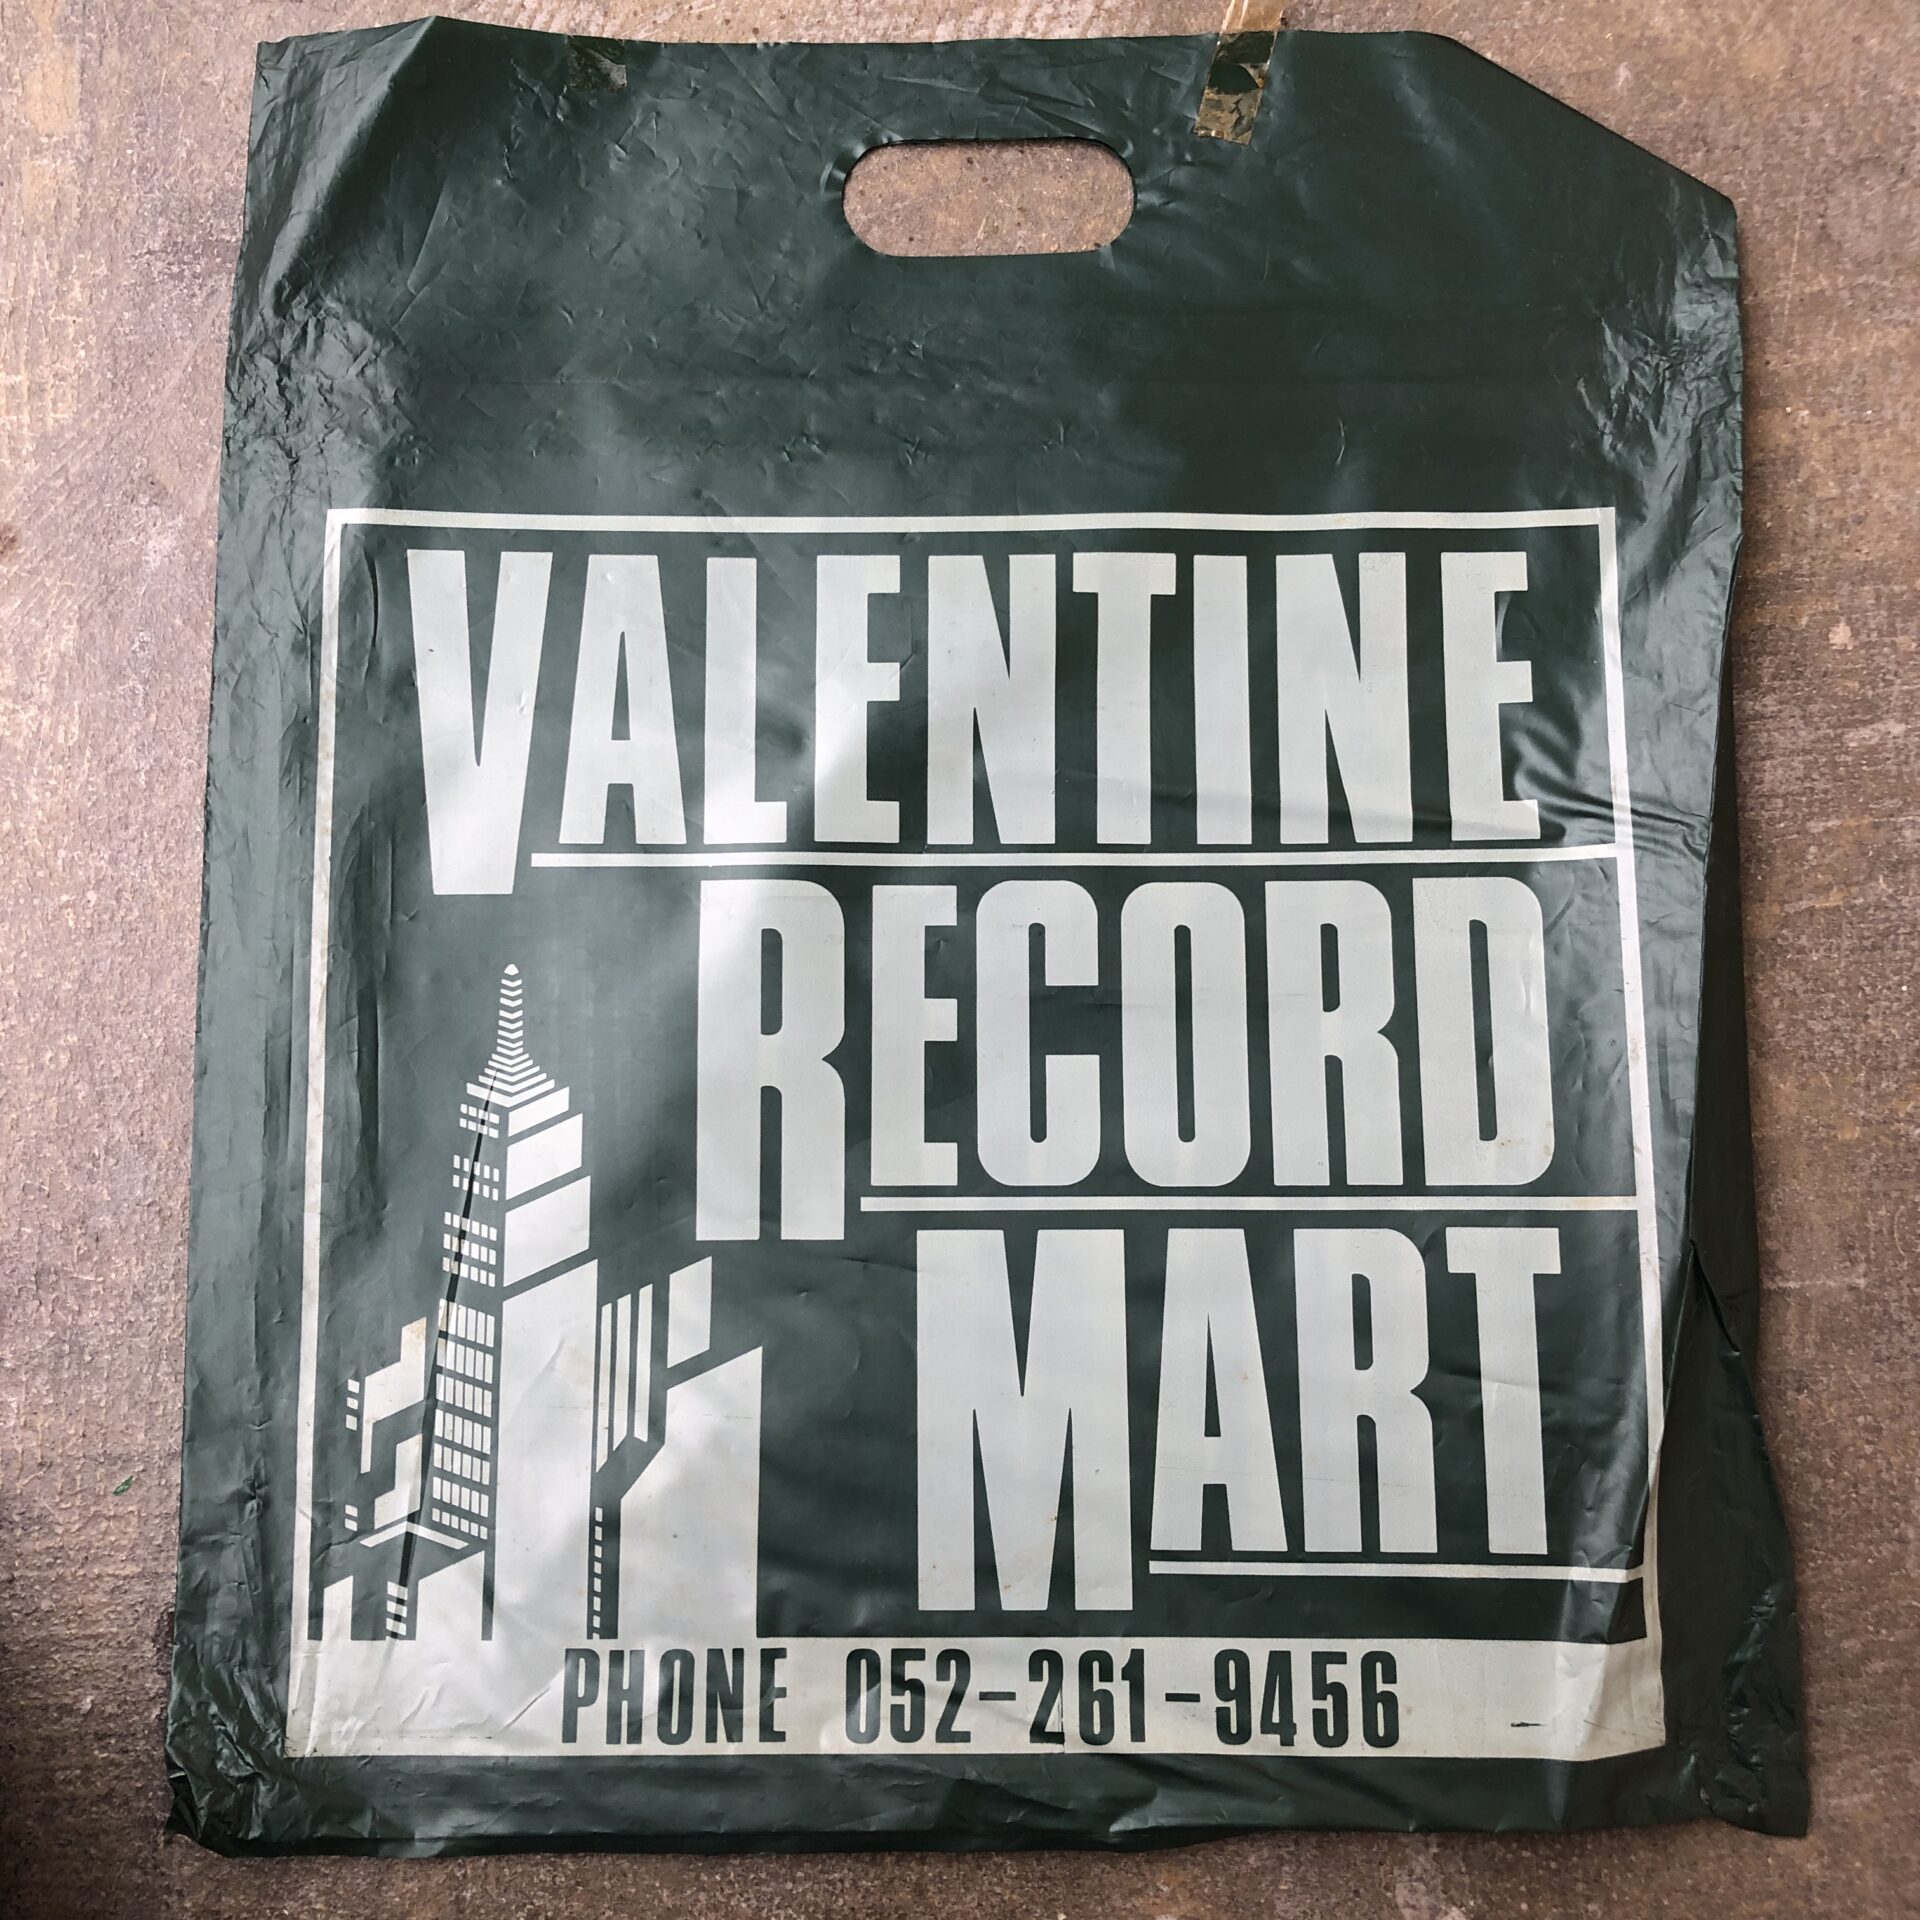 VALENTINE
RECORD
MART
PHONE 052-261-9456